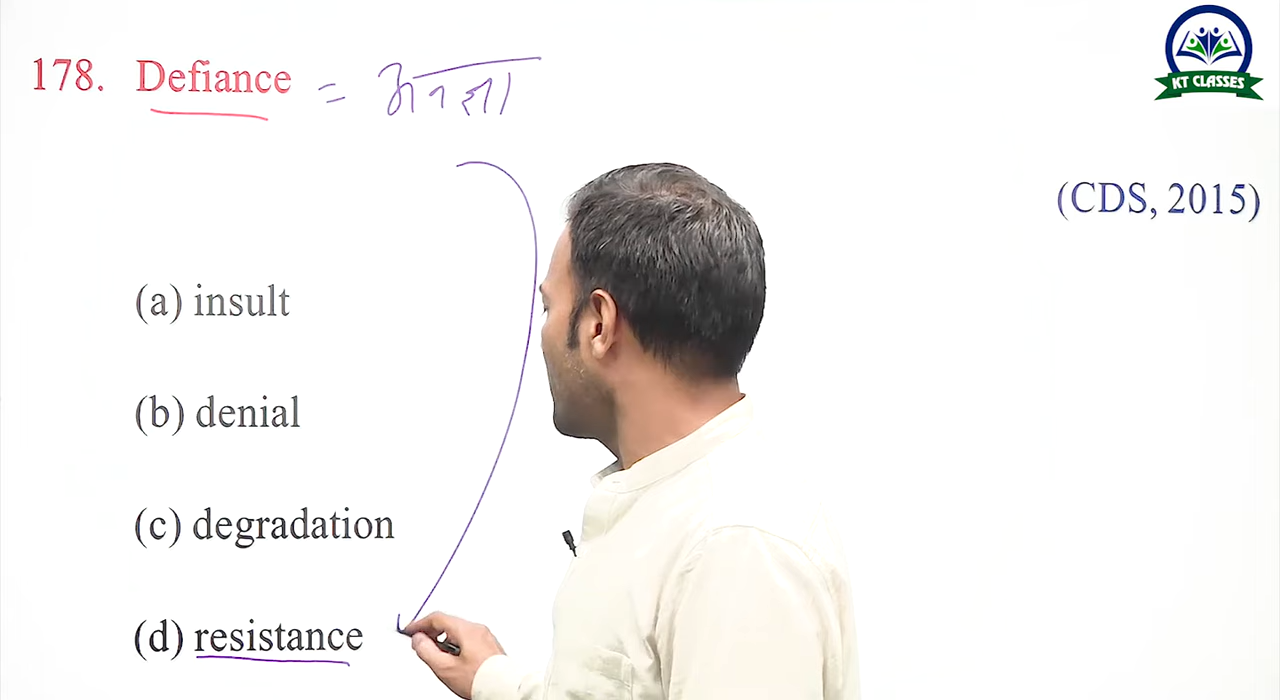 KT CLASSES
178. Defiance = अवज्ञा
(CDS, 2015)
(a) insult
(b) denial
(c) degradation
(d) resistance